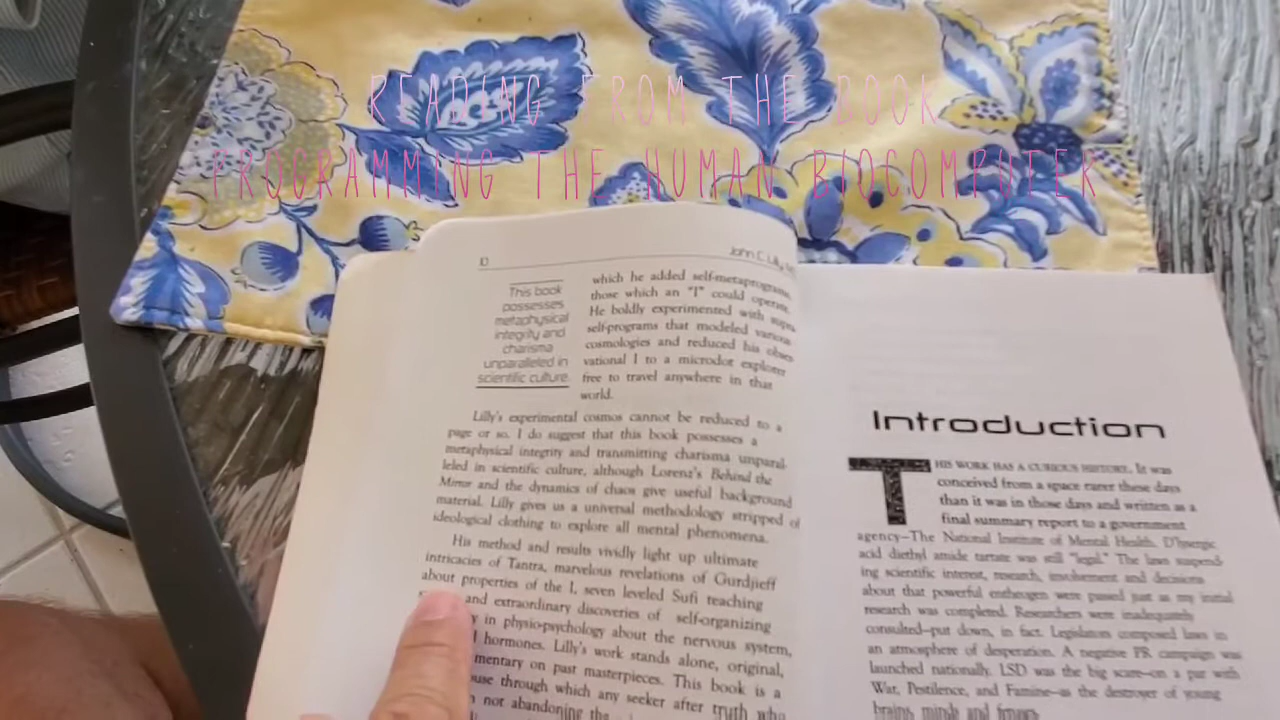 READING FROM THE BOOK
PROGRAMMING THE HUMAN BIOCOMPUTER
10
John C. Lilly
This book
possesses
metaphysical
integrity and
charisma
unparalleled in
scientific culture.
which he added self-metaprograms,
those which an "I" could operate.
He boldly experimented with supra
self-programs that modeled various
cosmologies and reduced his obser
vational I to a microdot explorer
free to travel anywhere in that
world.
Lilly's experimental cosmos cannot be reduced to a
page or so. I do suggest that this book possesses a
metaphysical integrity and transmitting charisma unparal-
leled in scientific culture, although Lorenz's Behind the
Mirror and the dynamics of chaos give useful background
material. Lilly gives us a universal methodology stripped of
ideological clothing to explore all mental phenomena.
His method and results vividly light up ultimate
intricacies of Tantra, marvelous revelations of Gurdjieff
about properties of the I, seven leveled Sufi teaching
and extraordinary discoveries of self-organizing
in physio-psychology about the nervous system,
hormones. Lilly's work stands alone, original,
mentary on past masterpieces. This book is a
use through which any seeker after truth who
not abandoning the
Introduction
THIS WORK HAS A CURIOUS HISTORY. It was
conceived from a space rarer these days
than it was in those days and written as a
final summary report to a government
agency—The National Institute of Mental Health. D'lysergic
acid diethyl amide tartate was still "legal." The laws suspend-
ing scientific interest, research, involvement and decisions
about that powerful entheogen were passed just as my initial
research was completed. Researchers were inadequately
consulted—put down, in fact. Legislators composed laws in
an atmosphere of desperation. A negative PR campaign was
launched nationally. LSD was the big scare—on a par with
War, Pestilence, and Famine—as the destroyer of young
brains, minds and